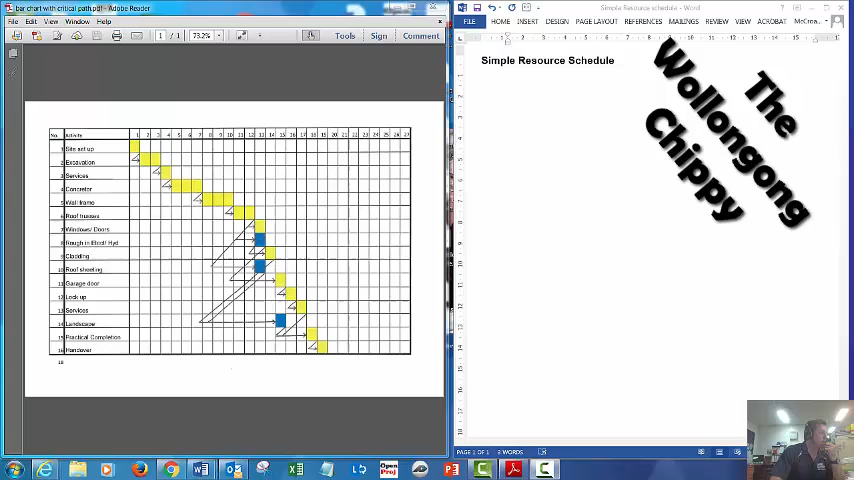 bar chart with critical path.pdf - Adobe Reader
File Edit View Window Help
1 / 1 73.2% Tools Sign Comment
No. Activity 1 2 3 4 5 6 7 8 9 10 11 12 13 14 15 16 17 18 19 20 21 22 23 24 25 26 27
1 Site set up
2 Excavation
3 Services
4 Concretor
5 Wall frame
6 Roof trusses
7 Windows/ Doors
8 Rough in Elect/ Hyd
9 Cladding
10 Roof sheeting
11 Garage door
12 Lock up
13 Services
14 Landscape
15 Practical Completion
16 Handover
18
Simple Resource schedule - Word
FILE HOME INSERT DESIGN PAGE LAYOUT REFERENCES MAILINGS REVIEW VIEW ACROBAT McCroa...
Simple Resource Schedule
The
Wollongong
Chippy
PAGE 1 OF 1 3 WORDS
Open
Proj